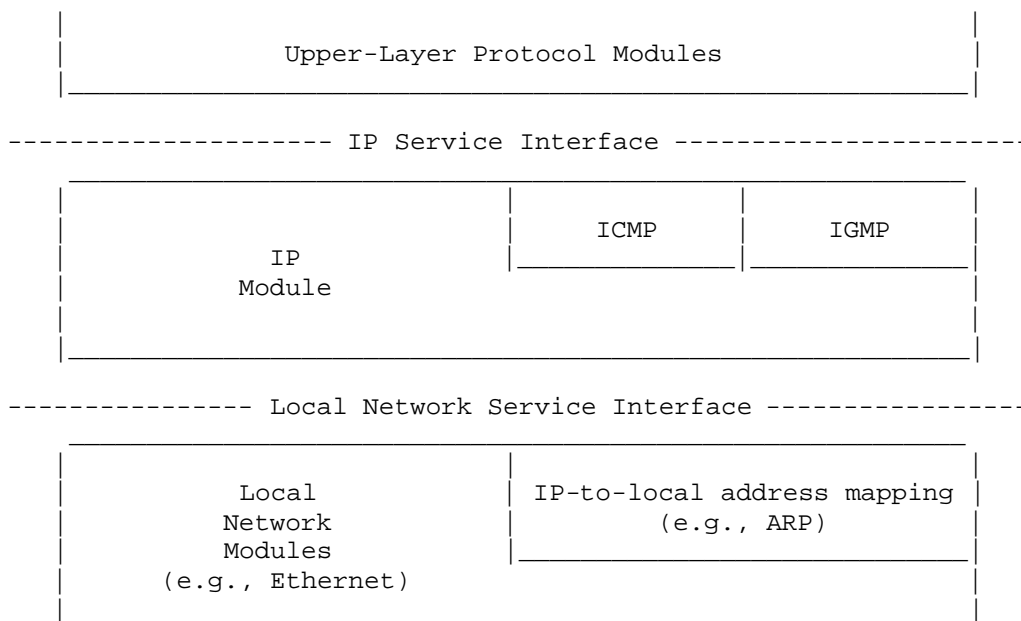 Upper-Layer Protocol Modules
IP Service Interface
ICMP IGMP
IP
Module
Local Network Service Interface
Local IP-to-local address mapping
Network (e.g., ARP)
Modules
(e.g., Ethernet)